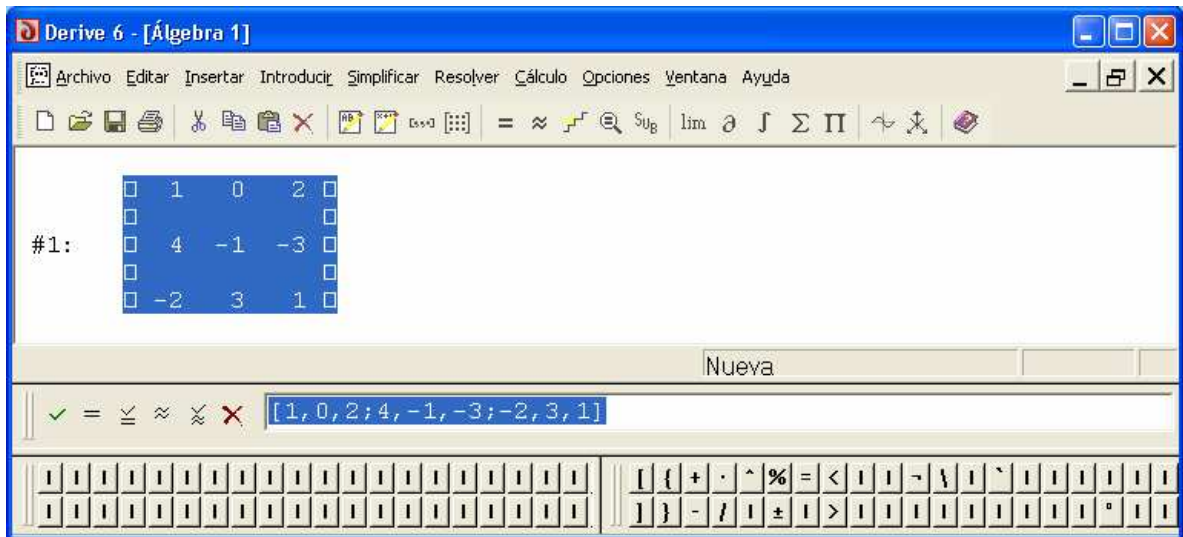 Derive 6 - [Álgebra 1]
Archivo Editar Insertar Introducir Simplificar Resolver Cálculo Opciones Ventana Ayuda
= ≈ Sub lim ∂ ∫ Σ Π
1 0 2
#1: 4 -1 -3
-2 3 1
Nueva
✓ = ≈ [1,0,2;4,-1,-3;-2,3,1]
[ { + · ^ % = < ¬ \ `
] } - / ± > °